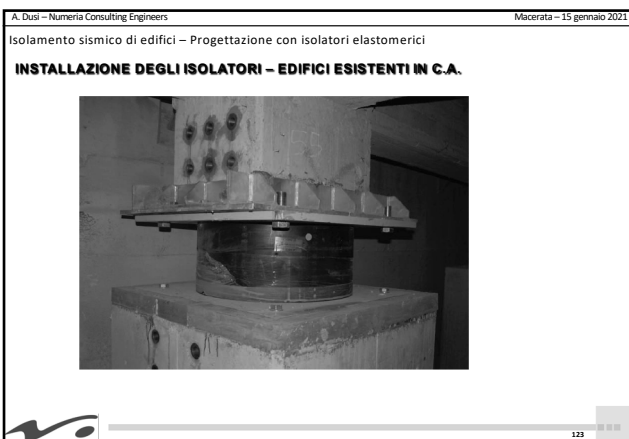 A. Dusi – Numeria Consulting Engineers
Macerata – 15 gennaio 2021
Isolamento sismico di edifici – Progettazione con isolatori elastomerici
INSTALLAZIONE DEGLI ISOLATORI – EDIFICI ESISTENTI IN C.A.
123